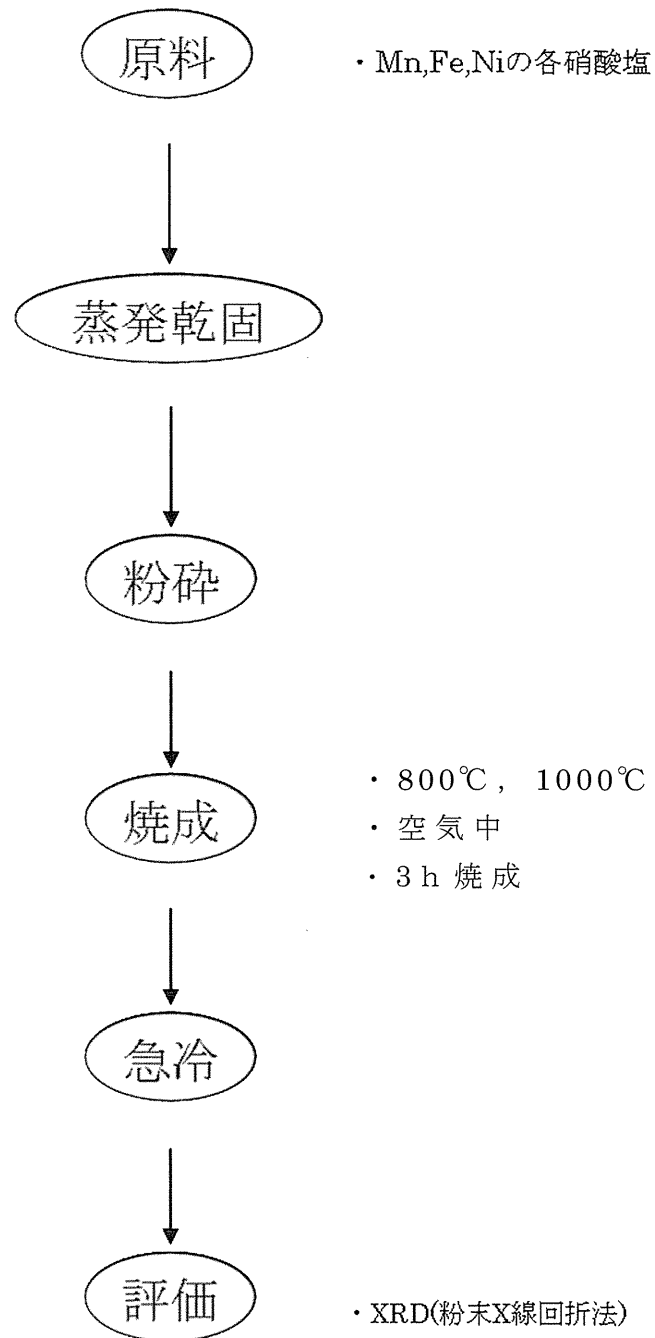 原料
・Mn,Fe,Niの各硝酸塩
蒸発乾固
粉砕
焼成
・800℃, 1000℃
・空気中
・3h 焼成
急冷
評価
・XRD(粉末X線回折法)